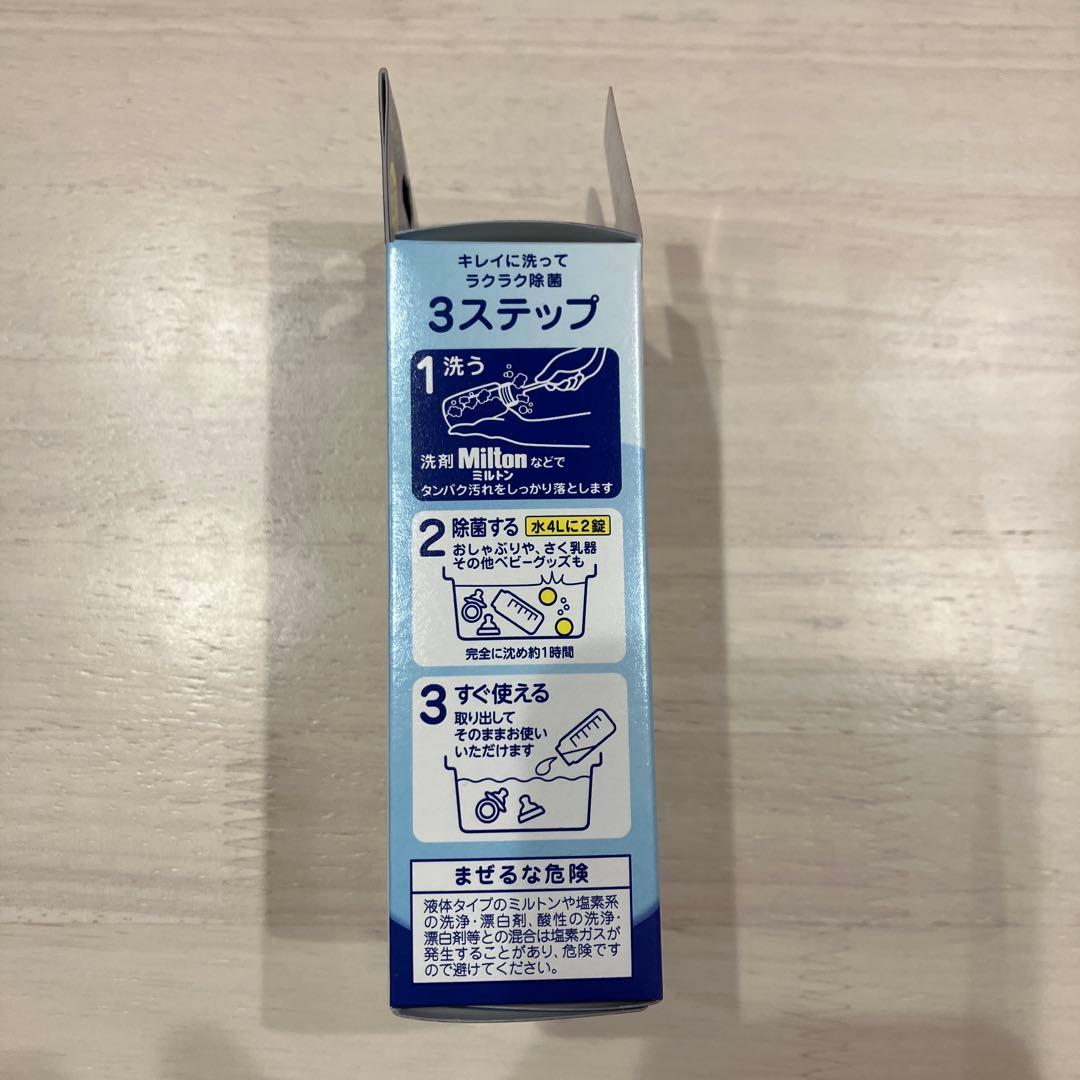 キレイに洗って
ラクラク除菌
3ステップ
1 洗う
洗剤 Milton などで
ミルトン
タンパク汚れをしっかり落とします
2 除菌する 水4Lに2錠
おしゃぶりや、さく乳器
その他ベビーグッズも
完全に沈め約1時間
3 すぐ使える
取り出して
そのままお使い
いただけます
まぜるな危険
液体タイプのミルトンや塩素系
の洗浄・漂白剤、酸性の洗浄・
漂白剤等との混合は塩素ガスが
発生することがあり、危険です
ので避けてください。